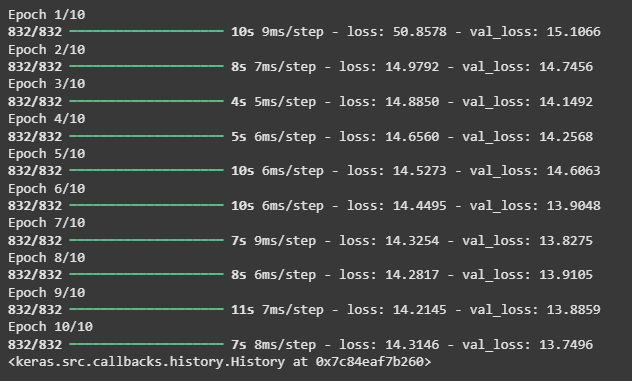 Epoch 1/10
832/832 ━━━━━━━━━━━━━━━━━━━━ 10s 9ms/step - loss: 50.8578 - val_loss: 15.1066
Epoch 2/10
832/832 ━━━━━━━━━━━━━━━━━━━━ 8s 7ms/step - loss: 14.9792 - val_loss: 14.7456
Epoch 3/10
832/832 ━━━━━━━━━━━━━━━━━━━━ 4s 5ms/step - loss: 14.8850 - val_loss: 14.1492
Epoch 4/10
832/832 ━━━━━━━━━━━━━━━━━━━━ 5s 6ms/step - loss: 14.6560 - val_loss: 14.2568
Epoch 5/10
832/832 ━━━━━━━━━━━━━━━━━━━━ 10s 6ms/step - loss: 14.5273 - val_loss: 14.6063
Epoch 6/10
832/832 ━━━━━━━━━━━━━━━━━━━━ 10s 6ms/step - loss: 14.4495 - val_loss: 13.9048
Epoch 7/10
832/832 ━━━━━━━━━━━━━━━━━━━━ 7s 9ms/step - loss: 14.3254 - val_loss: 13.8275
Epoch 8/10
832/832 ━━━━━━━━━━━━━━━━━━━━ 8s 6ms/step - loss: 14.2817 - val_loss: 13.9105
Epoch 9/10
832/832 ━━━━━━━━━━━━━━━━━━━━ 11s 7ms/step - loss: 14.2145 - val_loss: 13.8859
Epoch 10/10
832/832 ━━━━━━━━━━━━━━━━━━━━ 7s 8ms/step - loss: 14.3146 - val_loss: 13.7496
<keras.src.callbacks.history.History at 0x7c84eaf7b260>